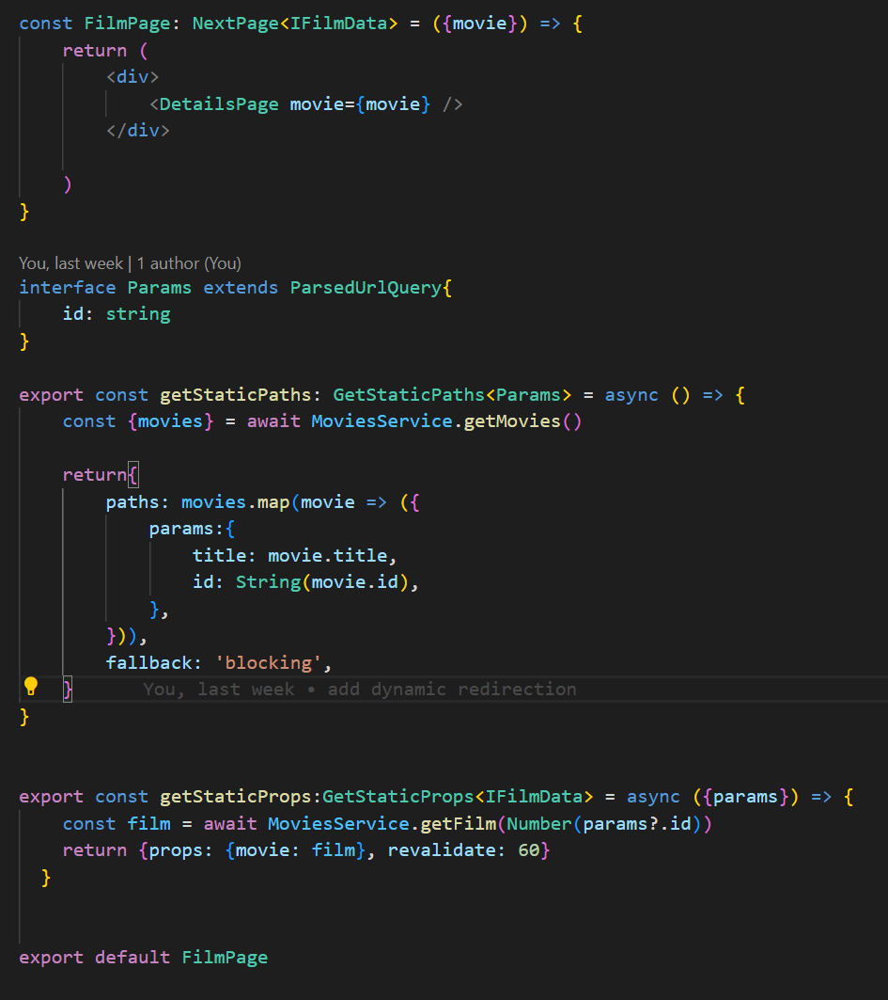 const FilmPage: NextPage<IFilmData> = ({movie}) => {
    return (
        <div>
            <DetailsPage movie={movie} />
        </div>
    )
}
You, last week | 1 author (You)
interface Params extends ParsedUrlQuery{
    id: string
}
export const getStaticPaths: GetStaticPaths<Params> = async () => {
    const {movies} = await MoviesService.getMovies()
    return{
        paths: movies.map(movie => ({
            params:{
                title: movie.title,
                id: String(movie.id),
            },
        })),
        fallback: 'blocking',
    }       You, last week • add dynamic redirection
}
export const getStaticProps:GetStaticProps<IFilmData> = async ({params}) => {
    const film = await MoviesService.getFilm(Number(params?.id))
    return {props: {movie: film}, revalidate: 60}
  }
export default FilmPage